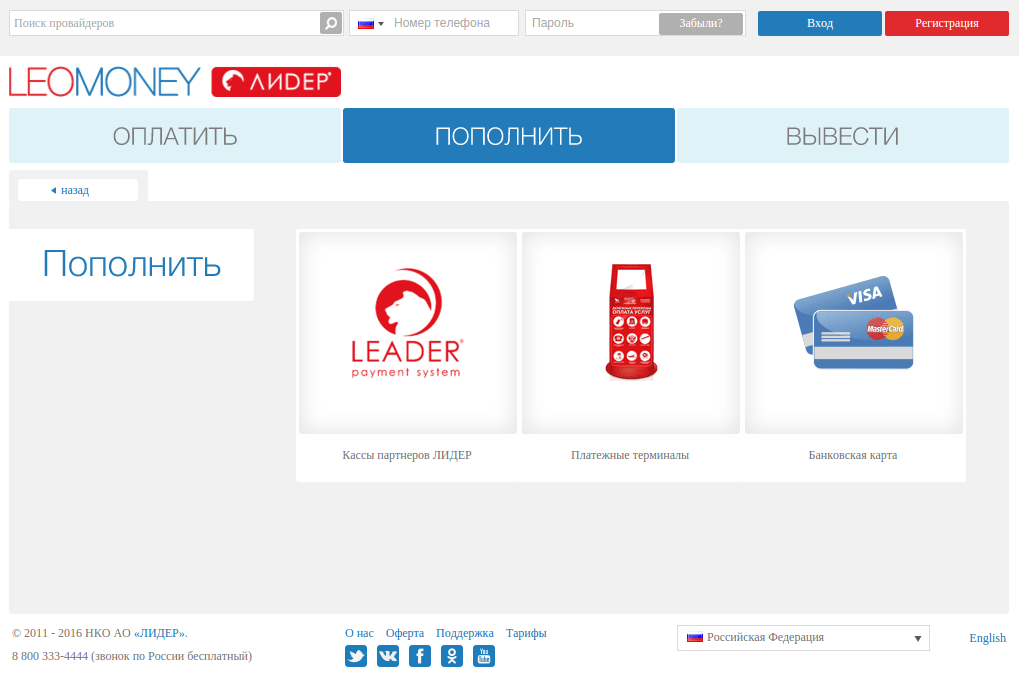 Поиск провайдеров
Номер телефона
Пароль
Забыли?
Вход
Регистрация
LEOMONEY ЛИДЕР
ОПЛАТИТЬ
ПОПОЛНИТЬ
ВЫВЕСТИ
назад
Пополнить
LEADER
payment system
ОПЛАТА УСЛУГ
VISA
MasterCard
Кассы партнеров ЛИДЕР
Платежные терминалы
Банковская карта
© 2011 - 2016 НКО АО «ЛИДЕР».
8 800 333-4444 (звонок по России бесплатный)
О нас Оферта Поддержка Тарифы
You
Tube
Российская Федерация
English